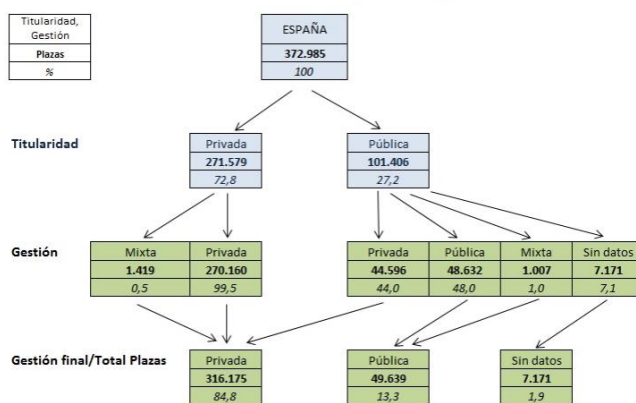 Titularidad,
Gestión
Plazas
%
ESPAÑA
372.985
100
Titularidad
Privada
271.579
72,8
Pública
101.406
27,2
Gestión
Mixta
1.419
0,5
Privada
270.160
99,5
Privada
44.596
44,0
Pública
48.632
48,0
Mixta
1.007
1,0
Sin datos
7.171
7,1
Gestión final/Total Plazas
Privada
316.175
84,8
Pública
49.639
13,3
Sin datos
7.171
1,9